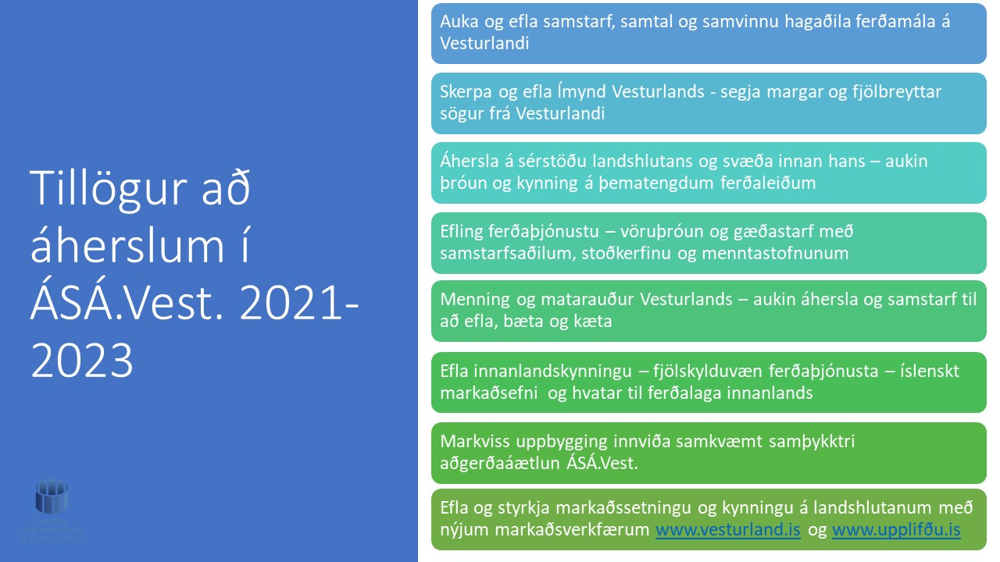 Tillögur að
áherslum í
ÁSÁ.Vest. 2021-
2023
SAMTÖK
SVEITARFÉLAGA
Á VESTURLANDI
Auka og efla samstarf, samtal og samvinnu hagaðila ferðamála á
Vesturlandi
Skerpa og efla Ímynd Vesturlands - segja margar og fjölbreyttar
sögur frá Vesturlandi
Áhersla á sérstöðu landshlutans og svæða innan hans – aukin
þróun og kynning á þematengdum ferðaleiðum
Efling ferðaþjónustu – vöruþróun og gæðastarf með
samstarfsaðilum, stoðkerfinu og menntastofnunum
Menning og matarauður Vesturlands – aukin áhersla og samstarf til
að efla, bæta og kæta
Efla innanlandskynningu – fjölskylduvæn ferðaþjónusta – íslenskt
markaðsefni  og hvatar til ferðalaga innanlands
Markviss uppbygging innviða samkvæmt samþykktri
aðgerðaáætlun ÁSÁ.Vest.
Efla og styrkja markaðssetningu og kynningu á landshlutanum með
nýjum markaðsverkfærum www.vesturland.is og www.upplifðu.is